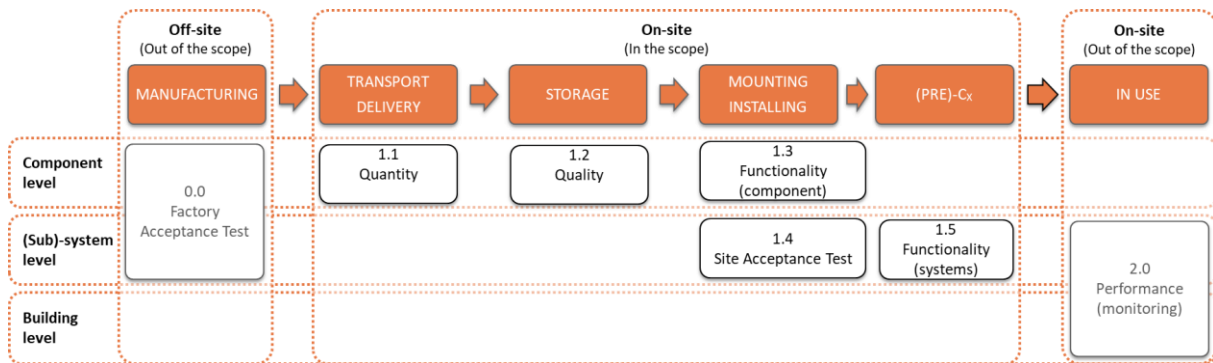 Off-site
(Out of the scope)
On-site
(In the scope)
On-site
(Out of the scope)
MANUFACTURING
TRANSPORT
DELIVERY
STORAGE
MOUNTING
INSTALLING
(PRE)-Cx
IN USE
Component
level
0.0
Factory
Acceptance Test
1.1
Quantity
1.2
Quality
1.3
Functionality
(component)
(Sub)-system
level
1.4
Site Acceptance Test
1.5
Functionality
(systems)
2.0
Performance
(monitoring)
Building
level